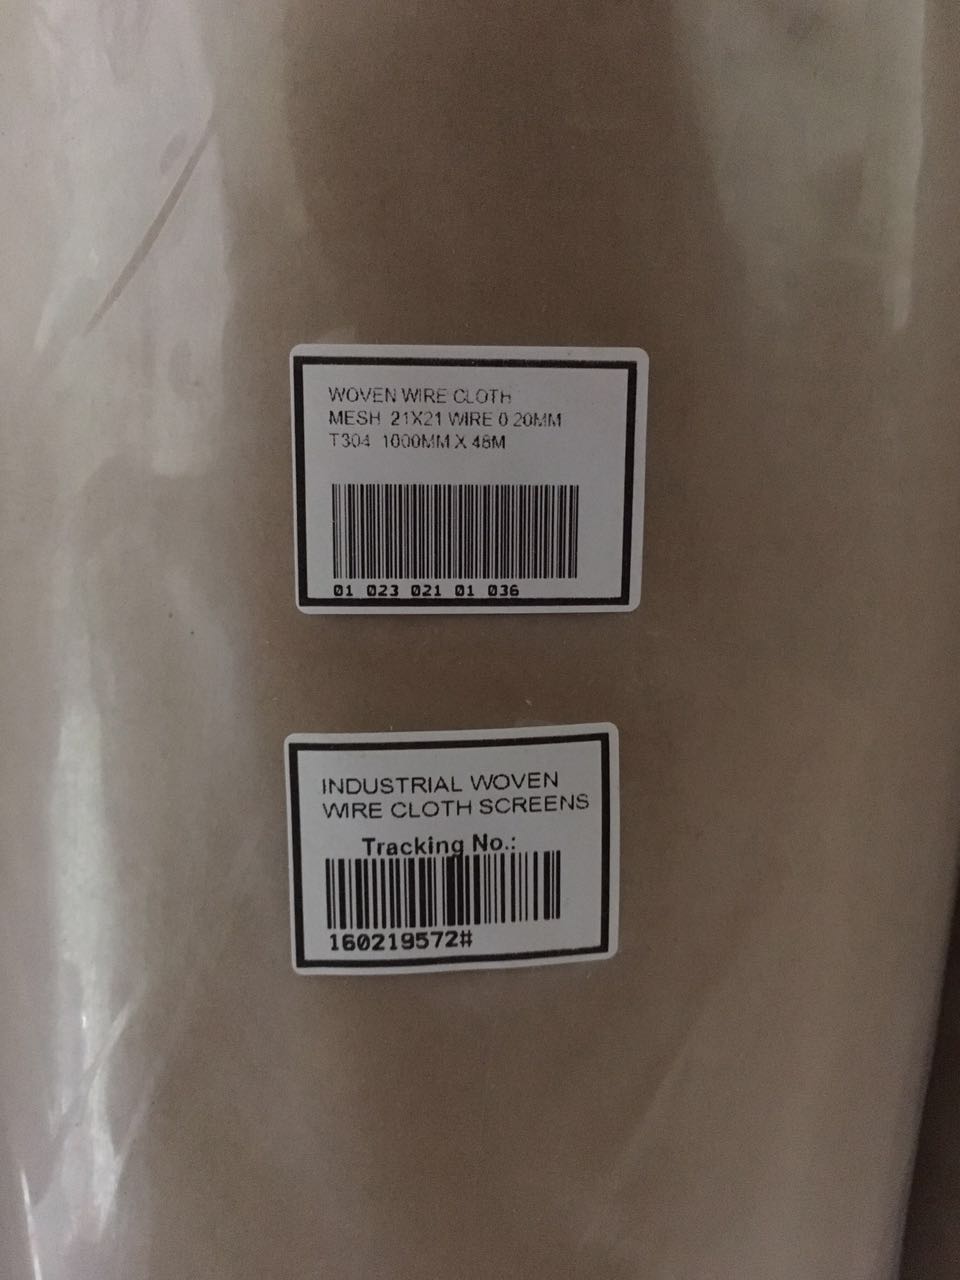 WOVEN WIRE CLOTH
MESH 21X21 WIRE 0.20MM
T304 1000MM X 48M
01 023 021 01 036
INDUSTRIAL WOVEN
WIRE CLOTH SCREENS
Tracking No.:
160219572#